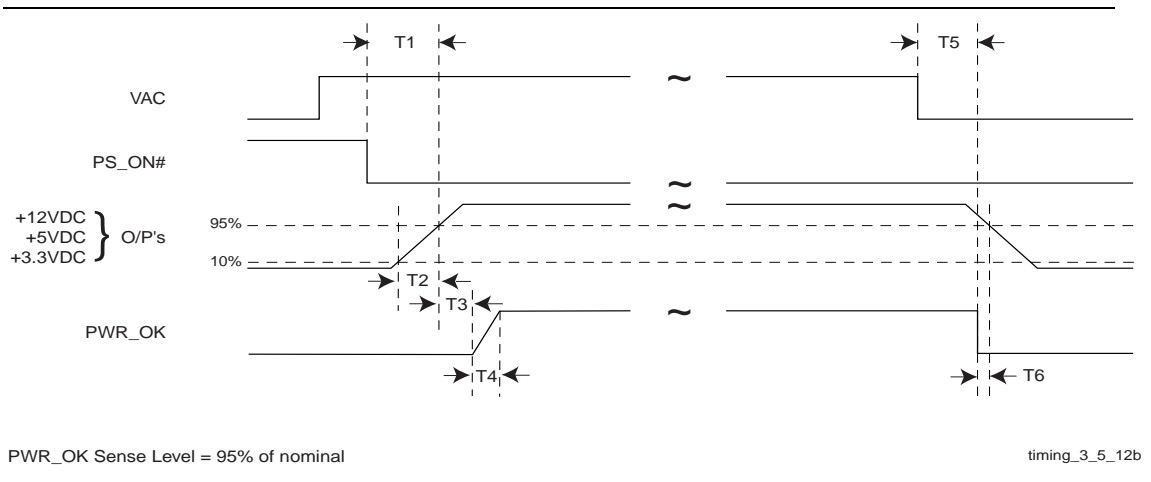 T1
T5
VAC
~
PS_ON#
~
+12VDC
+5VDC
+3.3VDC
} O/P's
~
95%
10%
T2
T3
PWR_OK
~
T4
T6
PWR_OK Sense Level = 95% of nominal
timing_3_5_12b